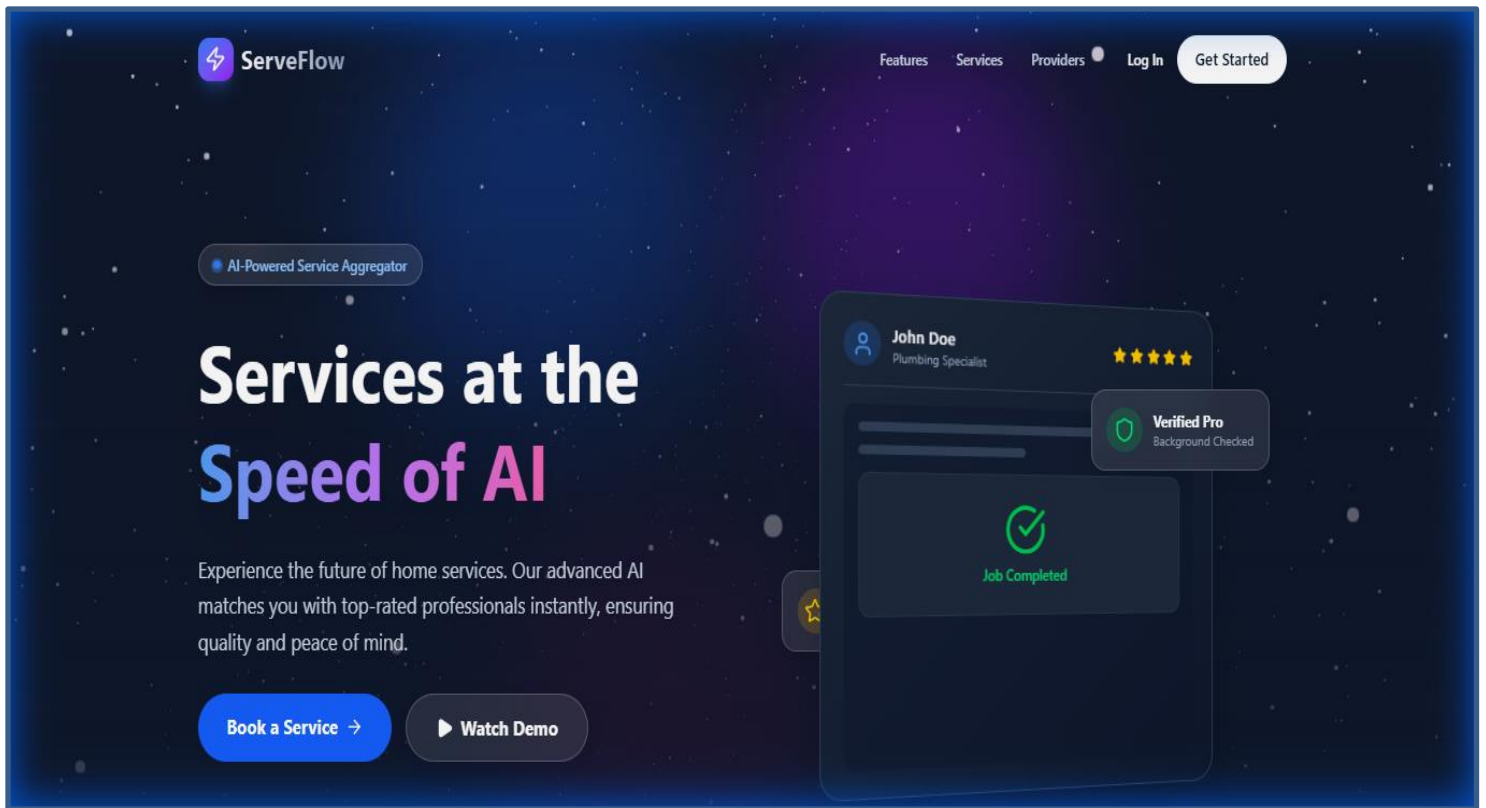 ServeFlow
Features
Services
Providers
Log In
Get Started
AI-Powered Service Aggregator
Services at the
Speed of AI
Experience the future of home services. Our advanced AI
matches you with top-rated professionals instantly, ensuring
quality and peace of mind.
Book a Service →
Watch Demo
John Doe
Plumbing Specialist
Verified Pro
Background Checked
Job Completed